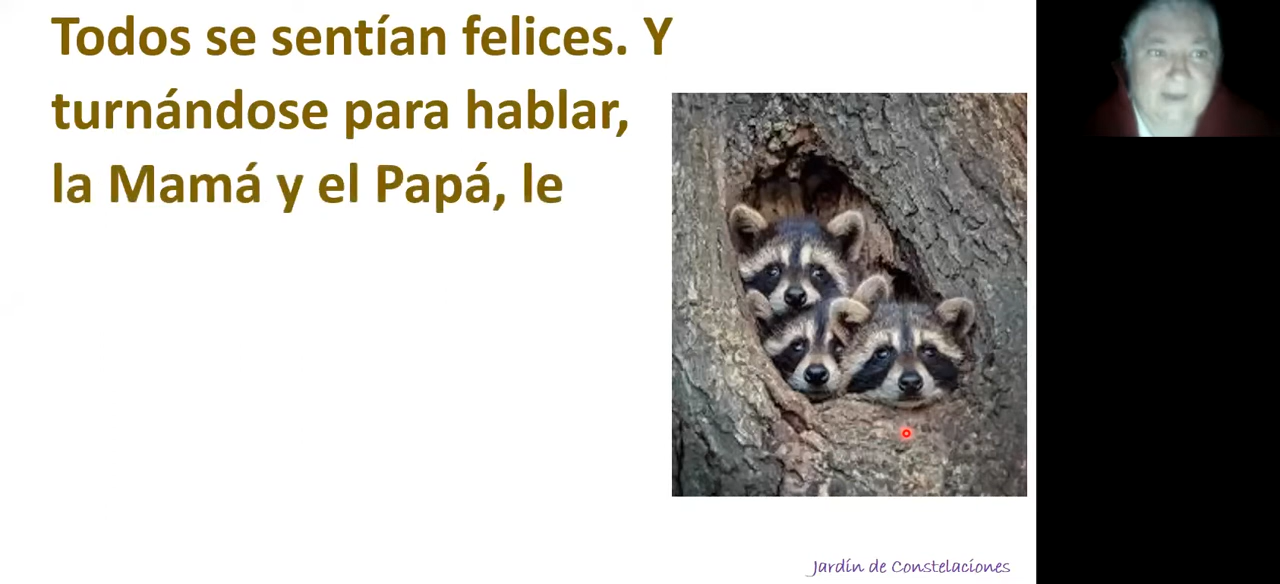 Todos se sentían felices. Y
turnándose para hablar,
la Mamá y el Papá, le
Jardín de Constelaciones